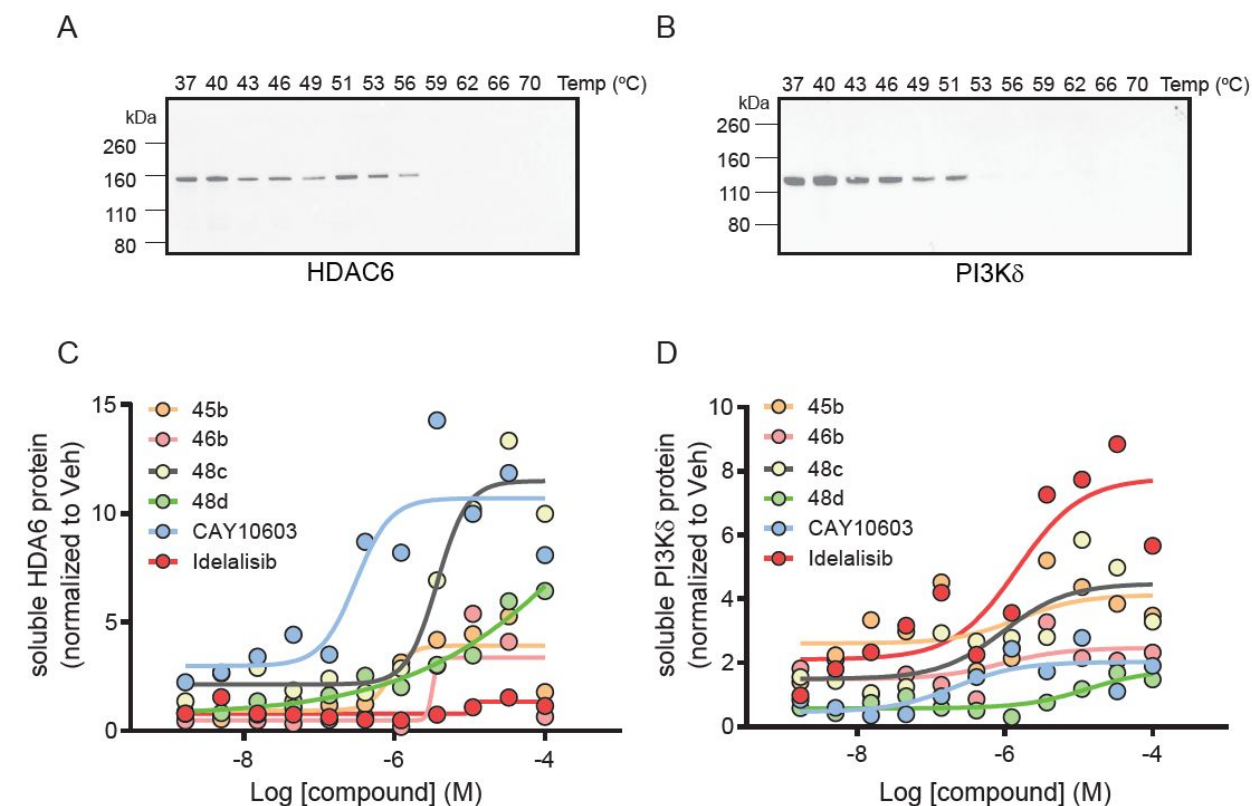 A
37 40 43 46 49 51 53 56 59 62 66 70 Temp (ºC)
kDa
260
160
110
80
HDAC6
B
37 40 43 46 49 51 53 56 59 62 66 70 Temp (ºC)
kDa
260
160
110
80
PI3Kδ
C
soluble HDA6 protein
(normalized to Veh)
15
10
5
0
45b
46b
48c
48d
CAY10603
Idelalisib
-8 -6 -4
Log [compound] (M)
D
soluble PI3Kδ protein
(normalized to Veh)
10
8
6
4
2
0
45b
46b
48c
48d
CAY10603
Idelalisib
-8 -6 -4
Log [compound] (M)